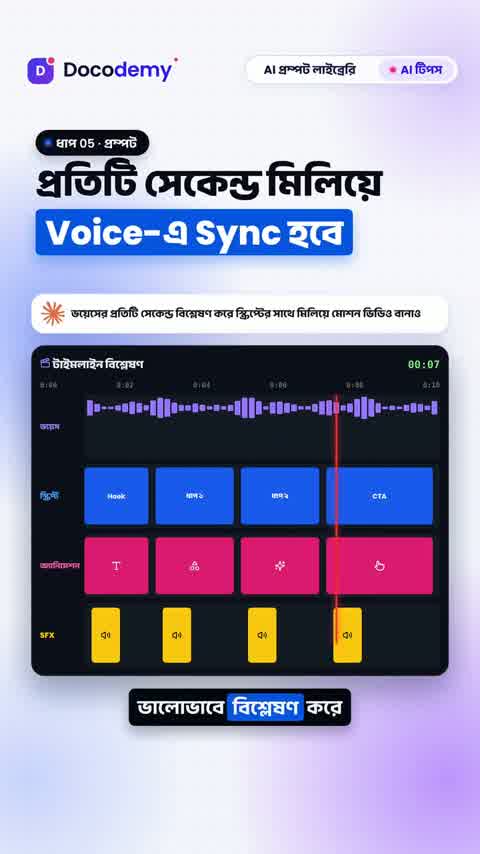 D Docodemy
AI প্রম্পট লাইব্রেরি AI টিপস
ধাপ 05 · প্রম্পট
প্রতিটি সেকেন্ড মিলিয়ে
Voice-এ Sync হবে
ভয়েসের প্রতিটি সেকেন্ড বিশ্লেষণ করে স্ক্রিপ্টের সাথে মিলিয়ে মোশন ভিডিও বানাও
টাইমলাইন বিশ্লেষণ 00:07
0:00 0:02 0:04 0:06 0:08 0:10
ভয়েস
স্ক্রিপ্ট Hook ধাপ ১ ধাপ ২ CTA
অ্যানিমেশন
SFX
ভালোভাবে বিশ্লেষণ করে